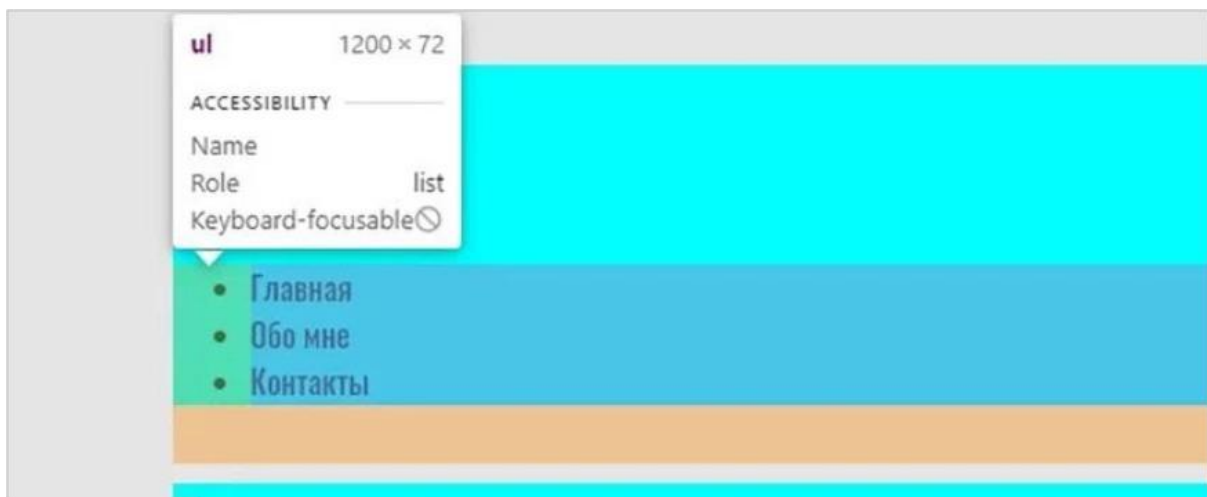 ul 1200 × 72
ACCESSIBILITY
Name
Role list
Keyboard-focusable
• Главная
• Обо мне
• Контакты